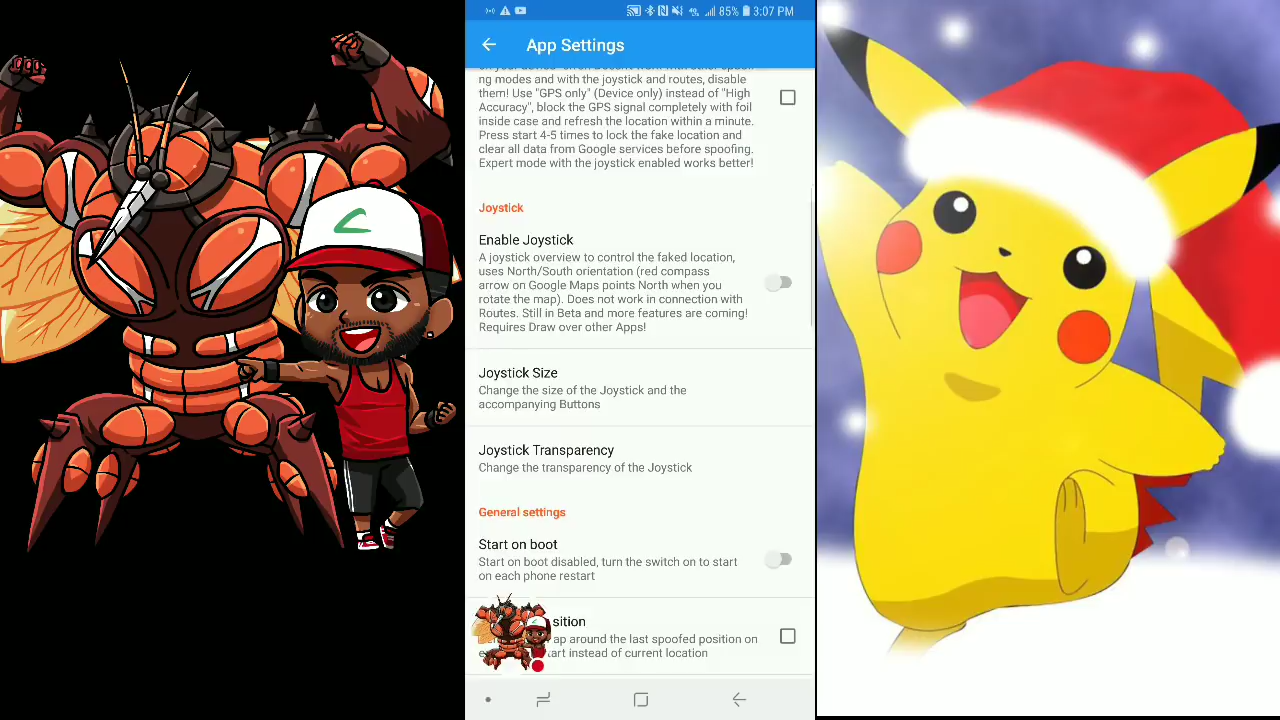 85% 3:07 PM
App Settings
ng modes and with the joystick and routes, disable
them! Use "GPS only" (Device only) instead of "High
Accuracy", block the GPS signal completely with foil
inside case and refresh the location within a minute.
Press start 4-5 times to lock the fake location and
clear all data from Google services before spoofing.
Expert mode with the joystick enabled works better!
Joystick
Enable Joystick
A joystick overview to control the faked location,
uses North/South orientation (red compass
arrow on Google Maps points North when you
rotate the map). Does not work in connection with
Routes. Still in Beta and more features are coming!
Requires Draw over other Apps!
Joystick Size
Change the size of the Joystick and the
accompanying Buttons
Joystick Transparency
Change the transparency of the Joystick
General settings
Start on boot
Start on boot disabled, turn the switch on to start
on each phone restart
sition
ap around the last spoofed position on
art instead of current location